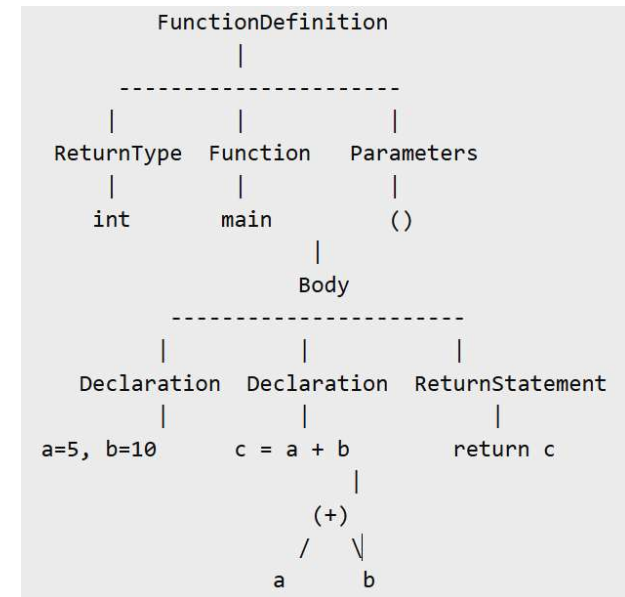 FunctionDefinition
|
----------------------
| | |
ReturnType Function Parameters
| | |
int main ()
|
Body
-----------------------
| | |
Declaration Declaration ReturnStatement
| | |
a=5, b=10 c = a + b return c
|
(+)
/ \
a b